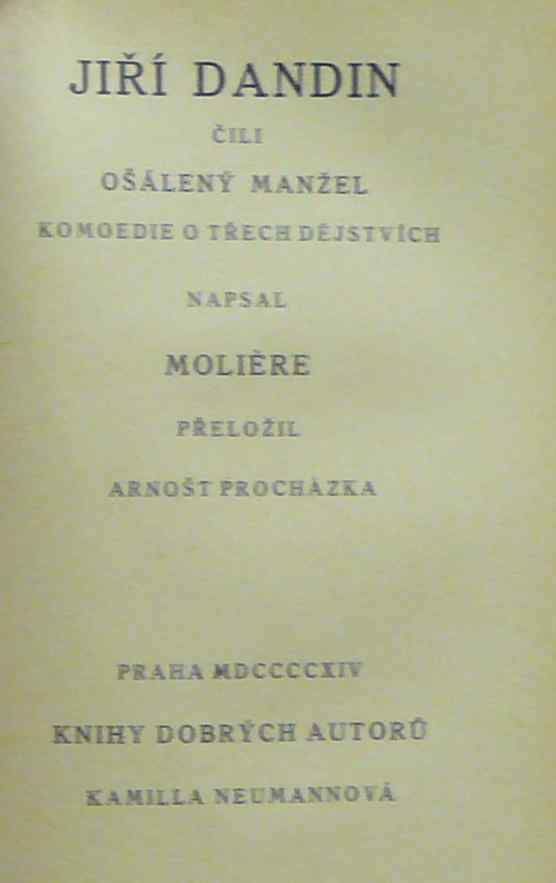 JIŘÍ DANDIN
ČILI
OŠÁLENÝ MANŽEL
KOMOEDIE O TŘECH DĚJSTVÍCH
NAPSAL
MOLIÈRE
PŘELOŽIL
ARNOŠT PROCHÁZKA
PRAHA MDCCCCXIV
KNIHY DOBRÝCH AUTORŮ
KAMILLA NEUMANNOVÁ